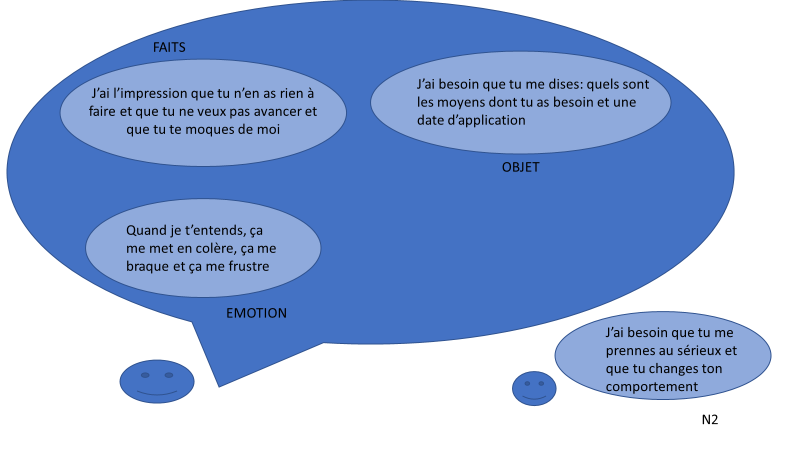 FAITS
J’ai l’impression que tu n’en as rien à
faire et que tu ne veux pas avancer et
que tu te moques de moi
J’ai besoin que tu me dises: quels sont
les moyens dont tu as besoin et une
date d’application
OBJET
Quand je t’entends, ça
me met en colère, ça me
braque et ça me frustre
EMOTION
J’ai besoin que tu me
prennes au sérieux et
que tu changes ton
comportement
N2